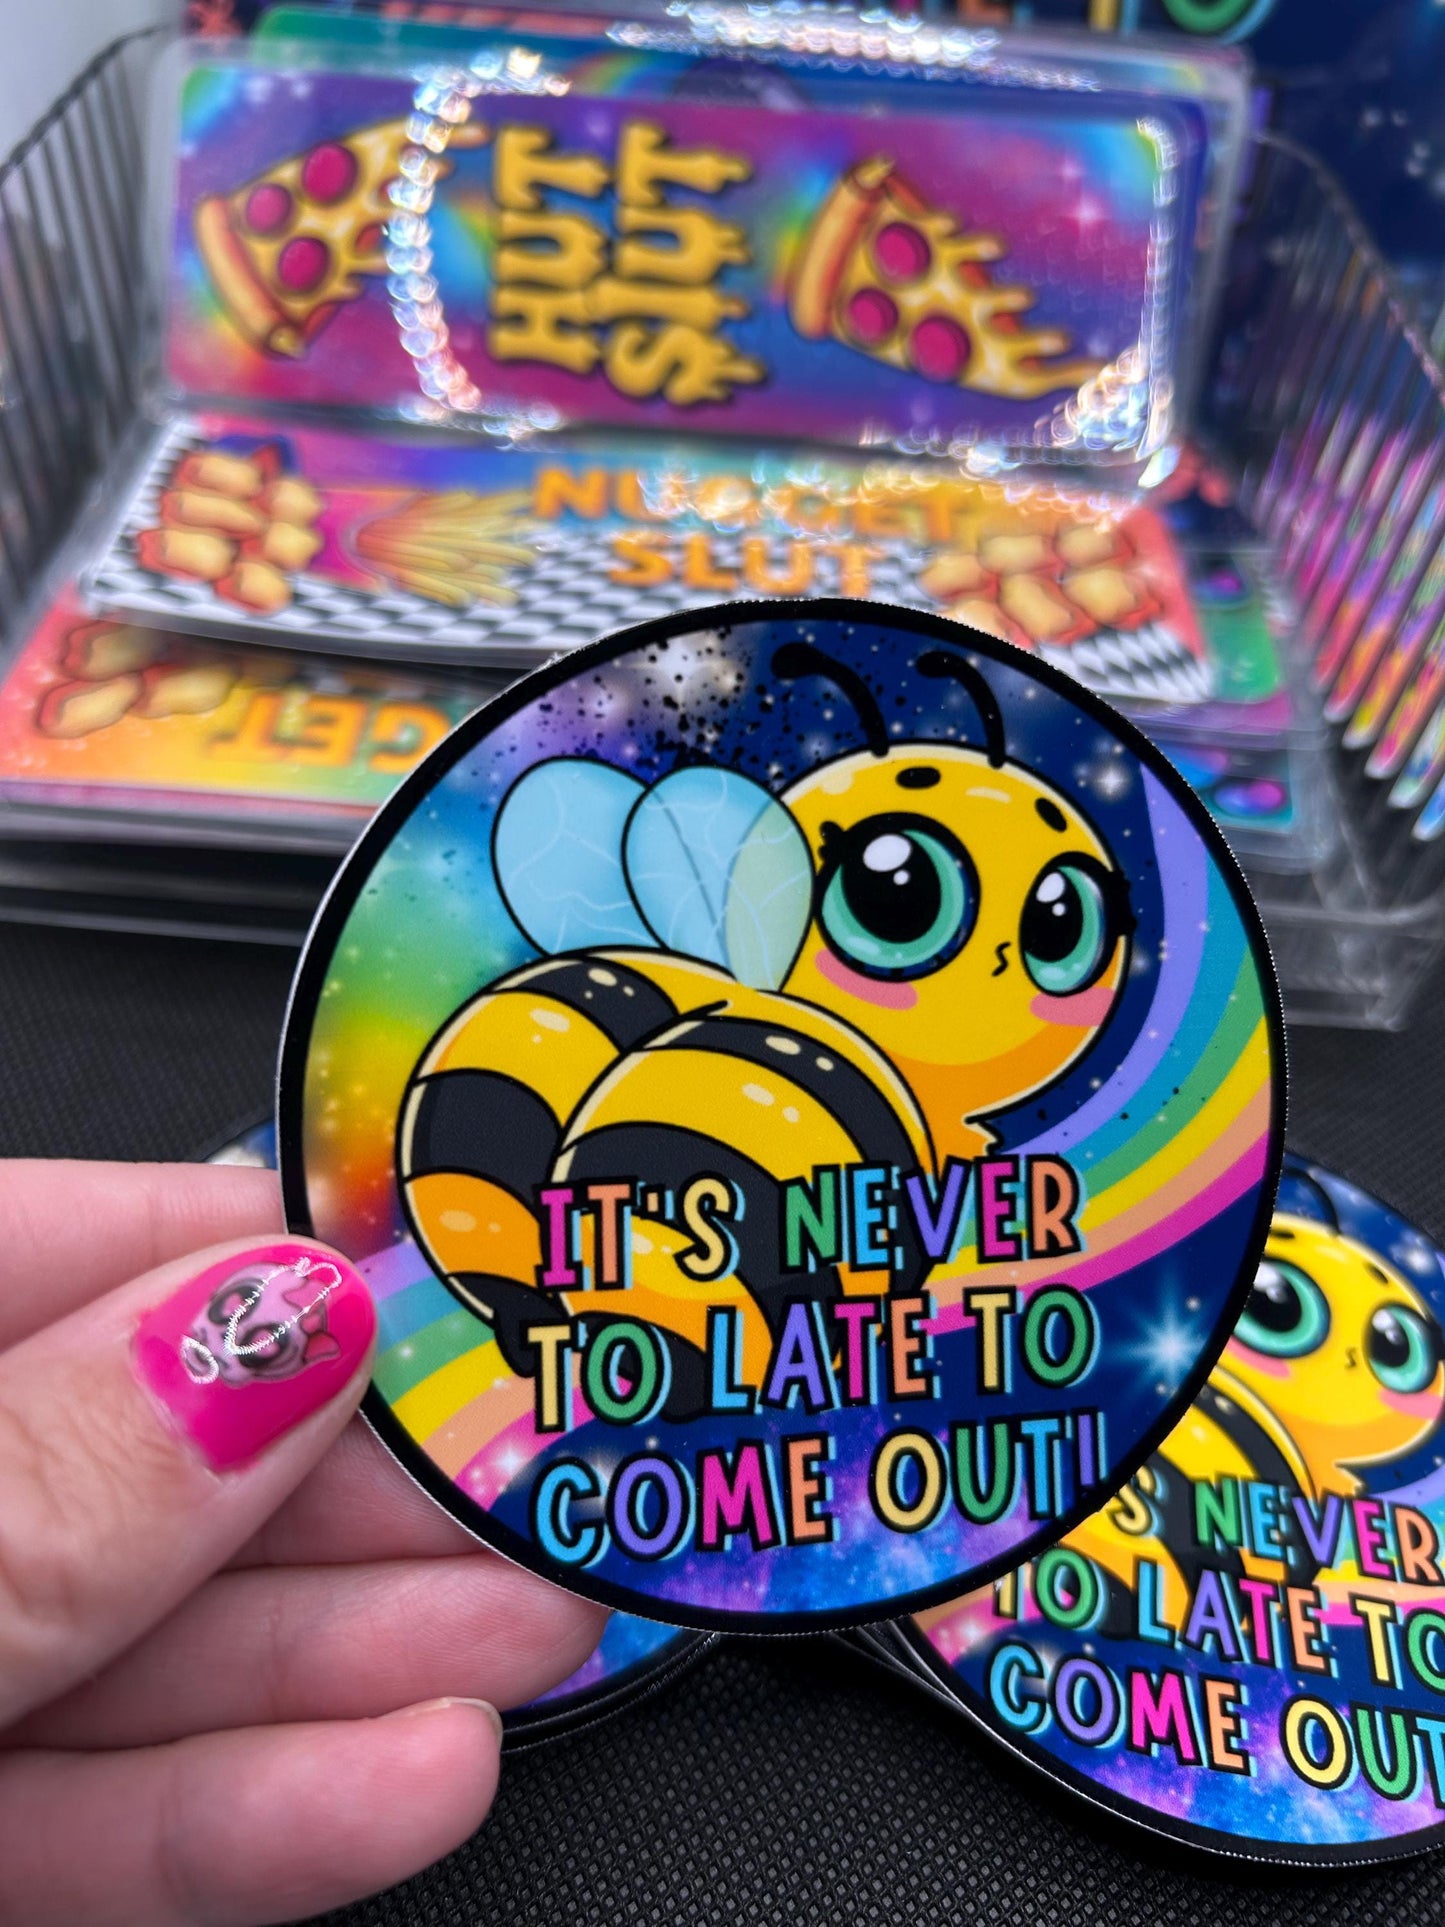 HUT
SLUT
NUGGET
SLUT
GET
IT'S NEVER
TO LATE TO
COME OUT!
'S NEVER
TO LATE TO
COME OUT